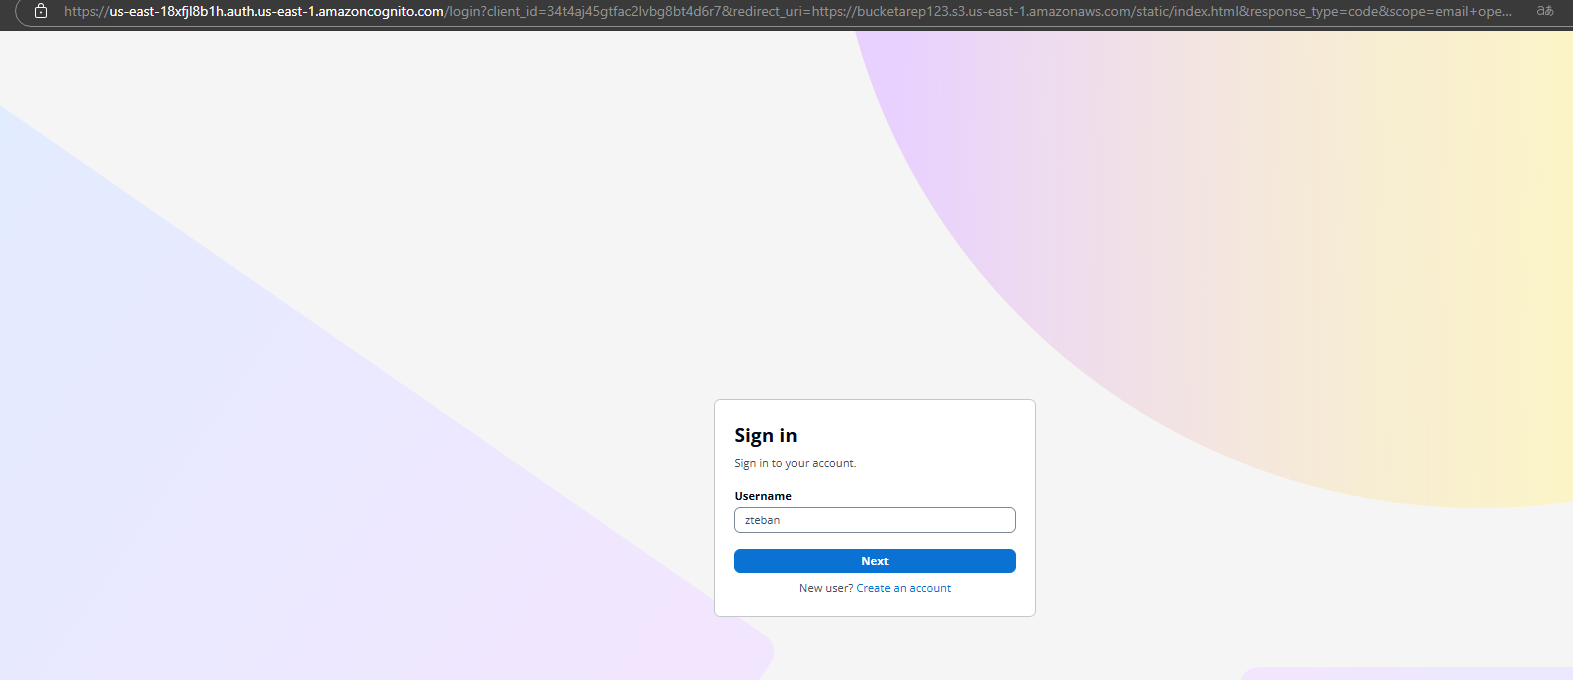 https://us-east-18xfjl8b1h.auth.us-east-1.amazoncognito.com/login?client_id=34t4aj45gtfac2lvbg8bt4d6r7&redirect_uri=https://bucketarep123.s3.us-east-1.amazonaws.com/static/index.html&response_type=code&scope=email+ope...
aあ
Sign in
Sign in to your account.
Username
zteban
Next
New user? Create an account